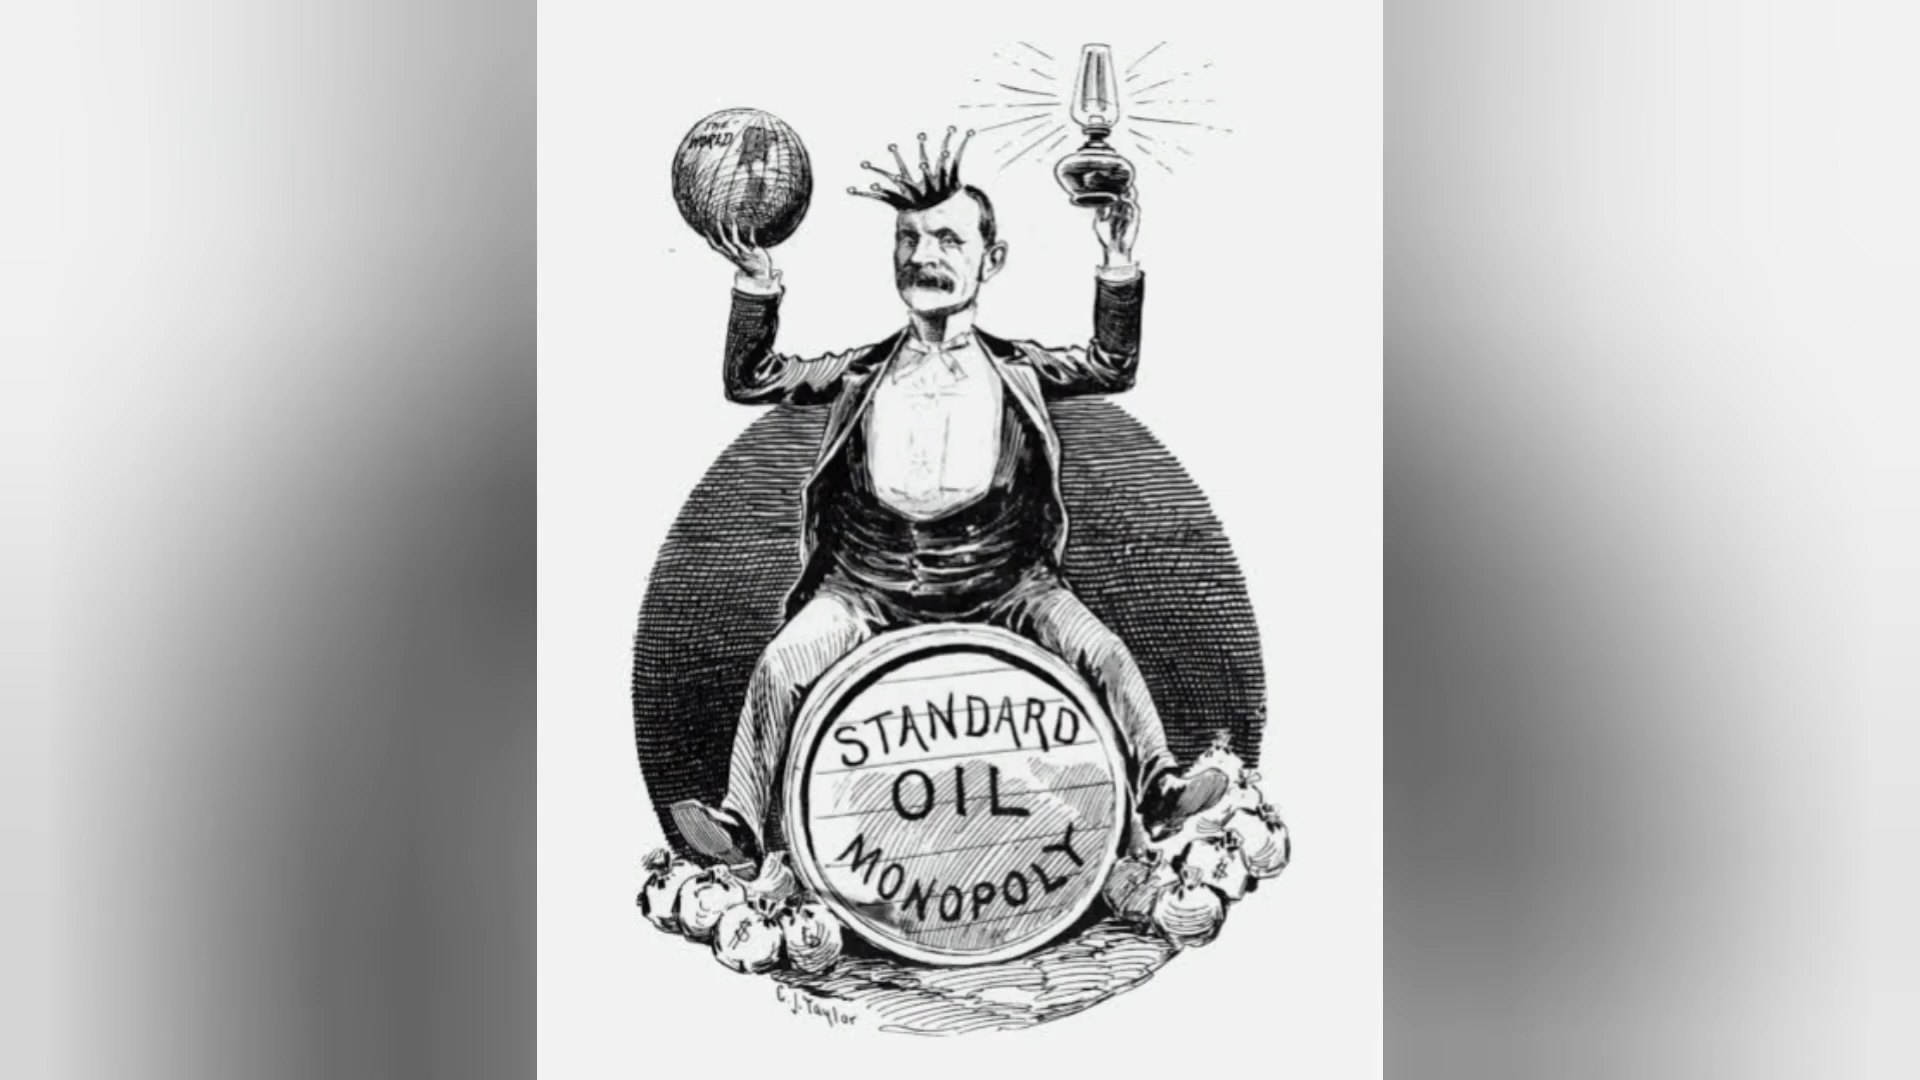 THE
WORLD
STANDARD
OIL
MONOPOLY
$
$
C.J. Taylor